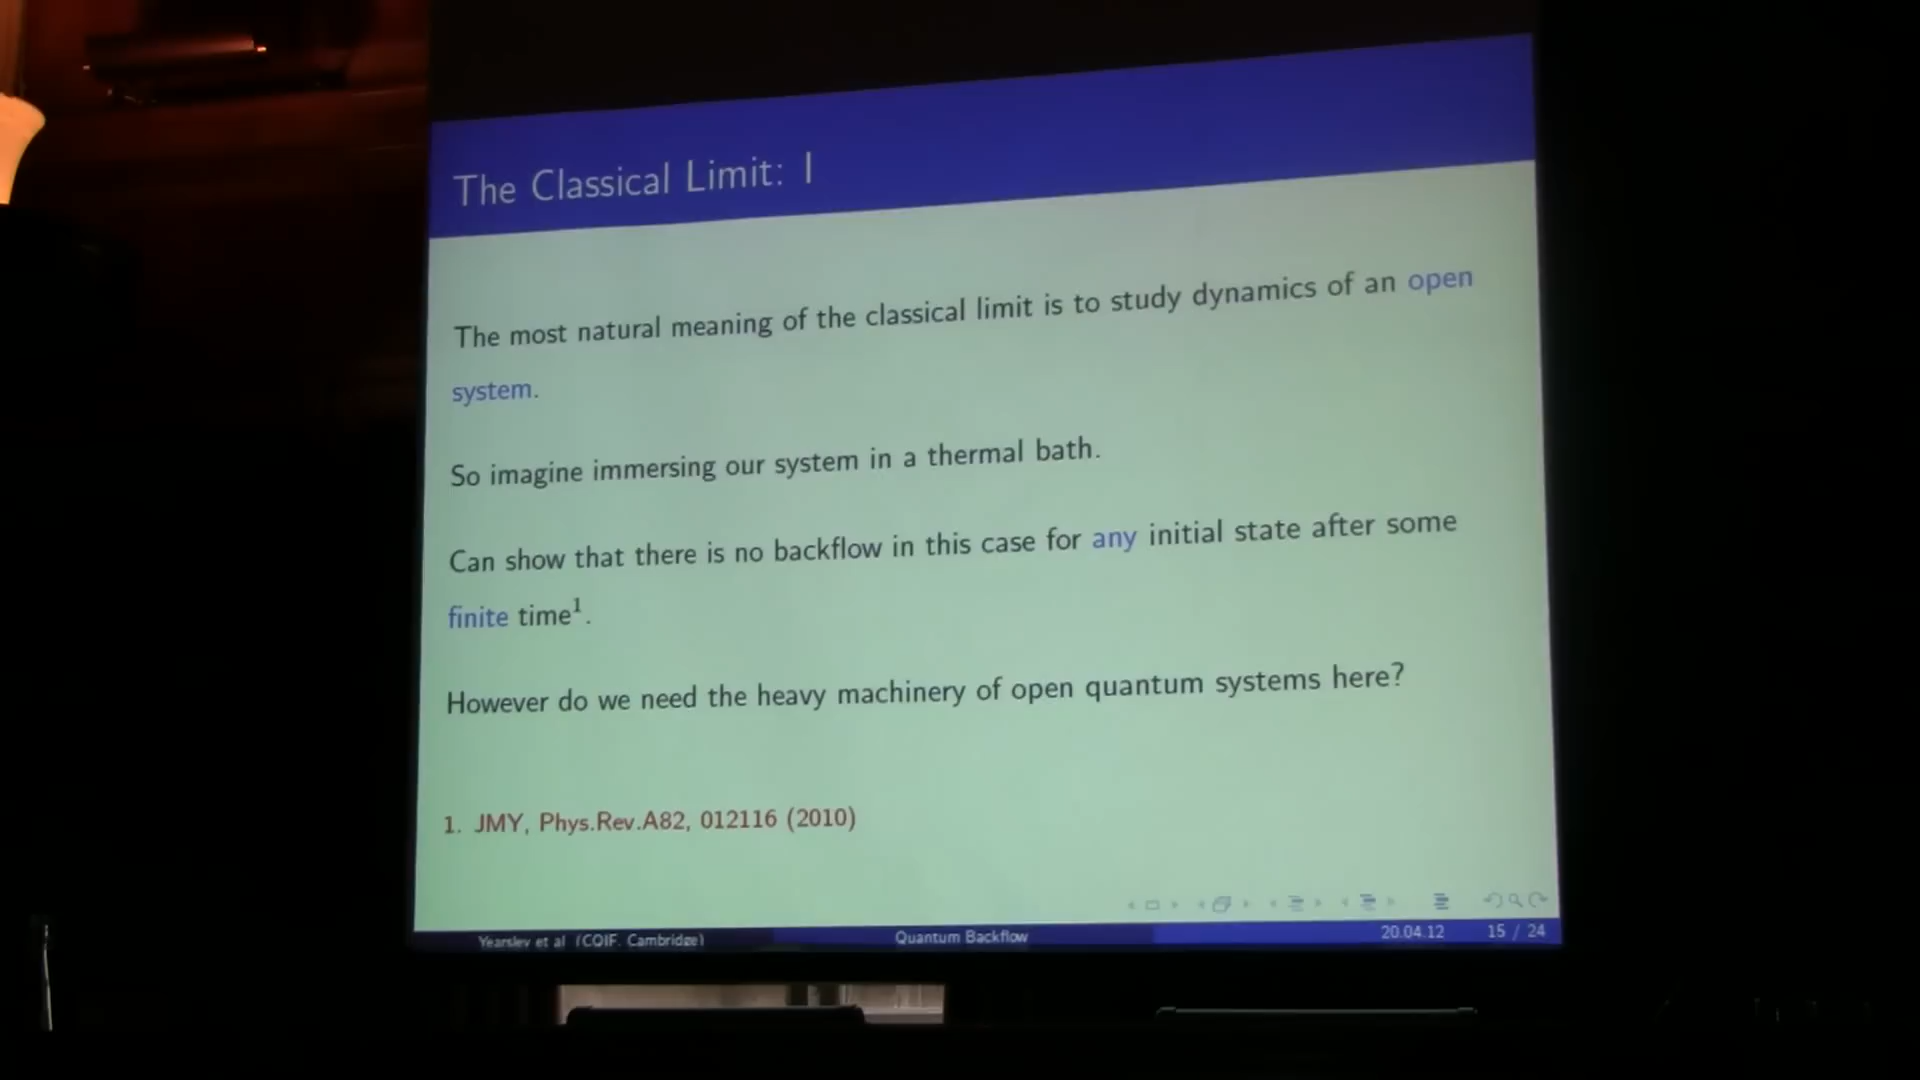 The Classical Limit: I
The most natural meaning of the classical limit is to study dynamics of an open
system.
So imagine immersing our system in a thermal bath.
Can show that there is no backflow in this case for any initial state after some
finite time¹.
However do we need the heavy machinery of open quantum systems here?
1. JMY, Phys.Rev.A82, 012116 (2010)
Yearsley et al (CQIF, Cambridge) Quantum Backflow 20.04.12 15 / 24